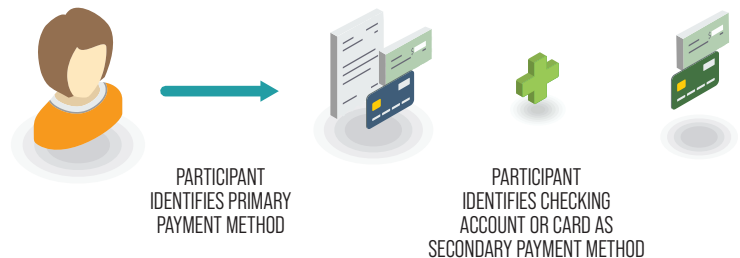 PARTICIPANT
IDENTIFIES PRIMARY
PAYMENT METHOD
PARTICIPANT
IDENTIFIES CHECKING
ACCOUNT OR CARD AS
SECONDARY PAYMENT METHOD